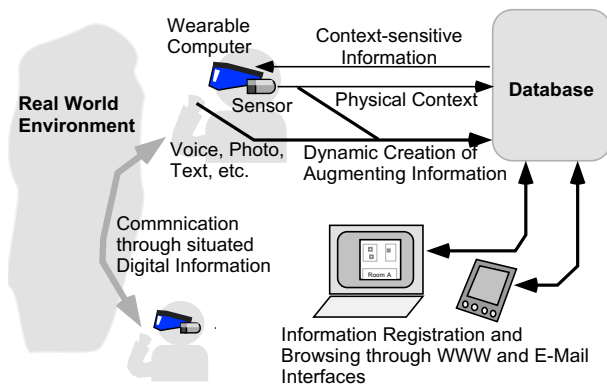 Wearable
Computer
Context-sensitive
Information
Real World
Environment
Sensor
Physical Context
Database
Voice, Photo,
Text, etc.
Dynamic Creation of
Augmenting Information
Commnication
through situated
Digital Information
Room A
Information Registration and
Browsing through WWW and E-Mail
Interfaces